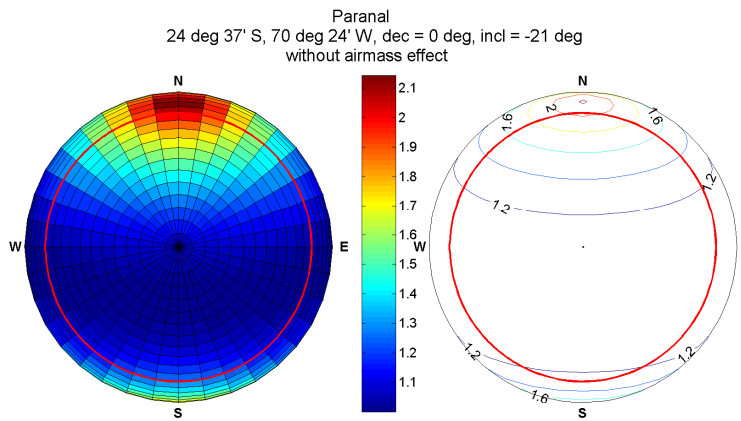 Paranal
24 deg 37' S, 70 deg 24' W, dec = 0 deg, incl = -21 deg
without airmass effect
N
W
E
S
2.1
2
1.9
1.8
1.7
1.6
1.5
1.4
1.3
1.2
1.1
N
W
E
S
2
1.6
1.6
1.2
1.2
1.2
1.2
1.6